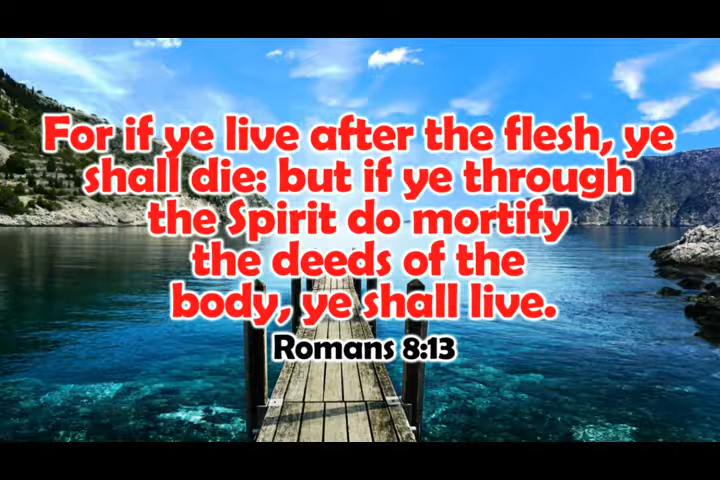 For if ye live after the flesh, ye
shall die: but if ye through
the Spirit do mortify
the deeds of the
body, ye shall live.
Romans 8:13